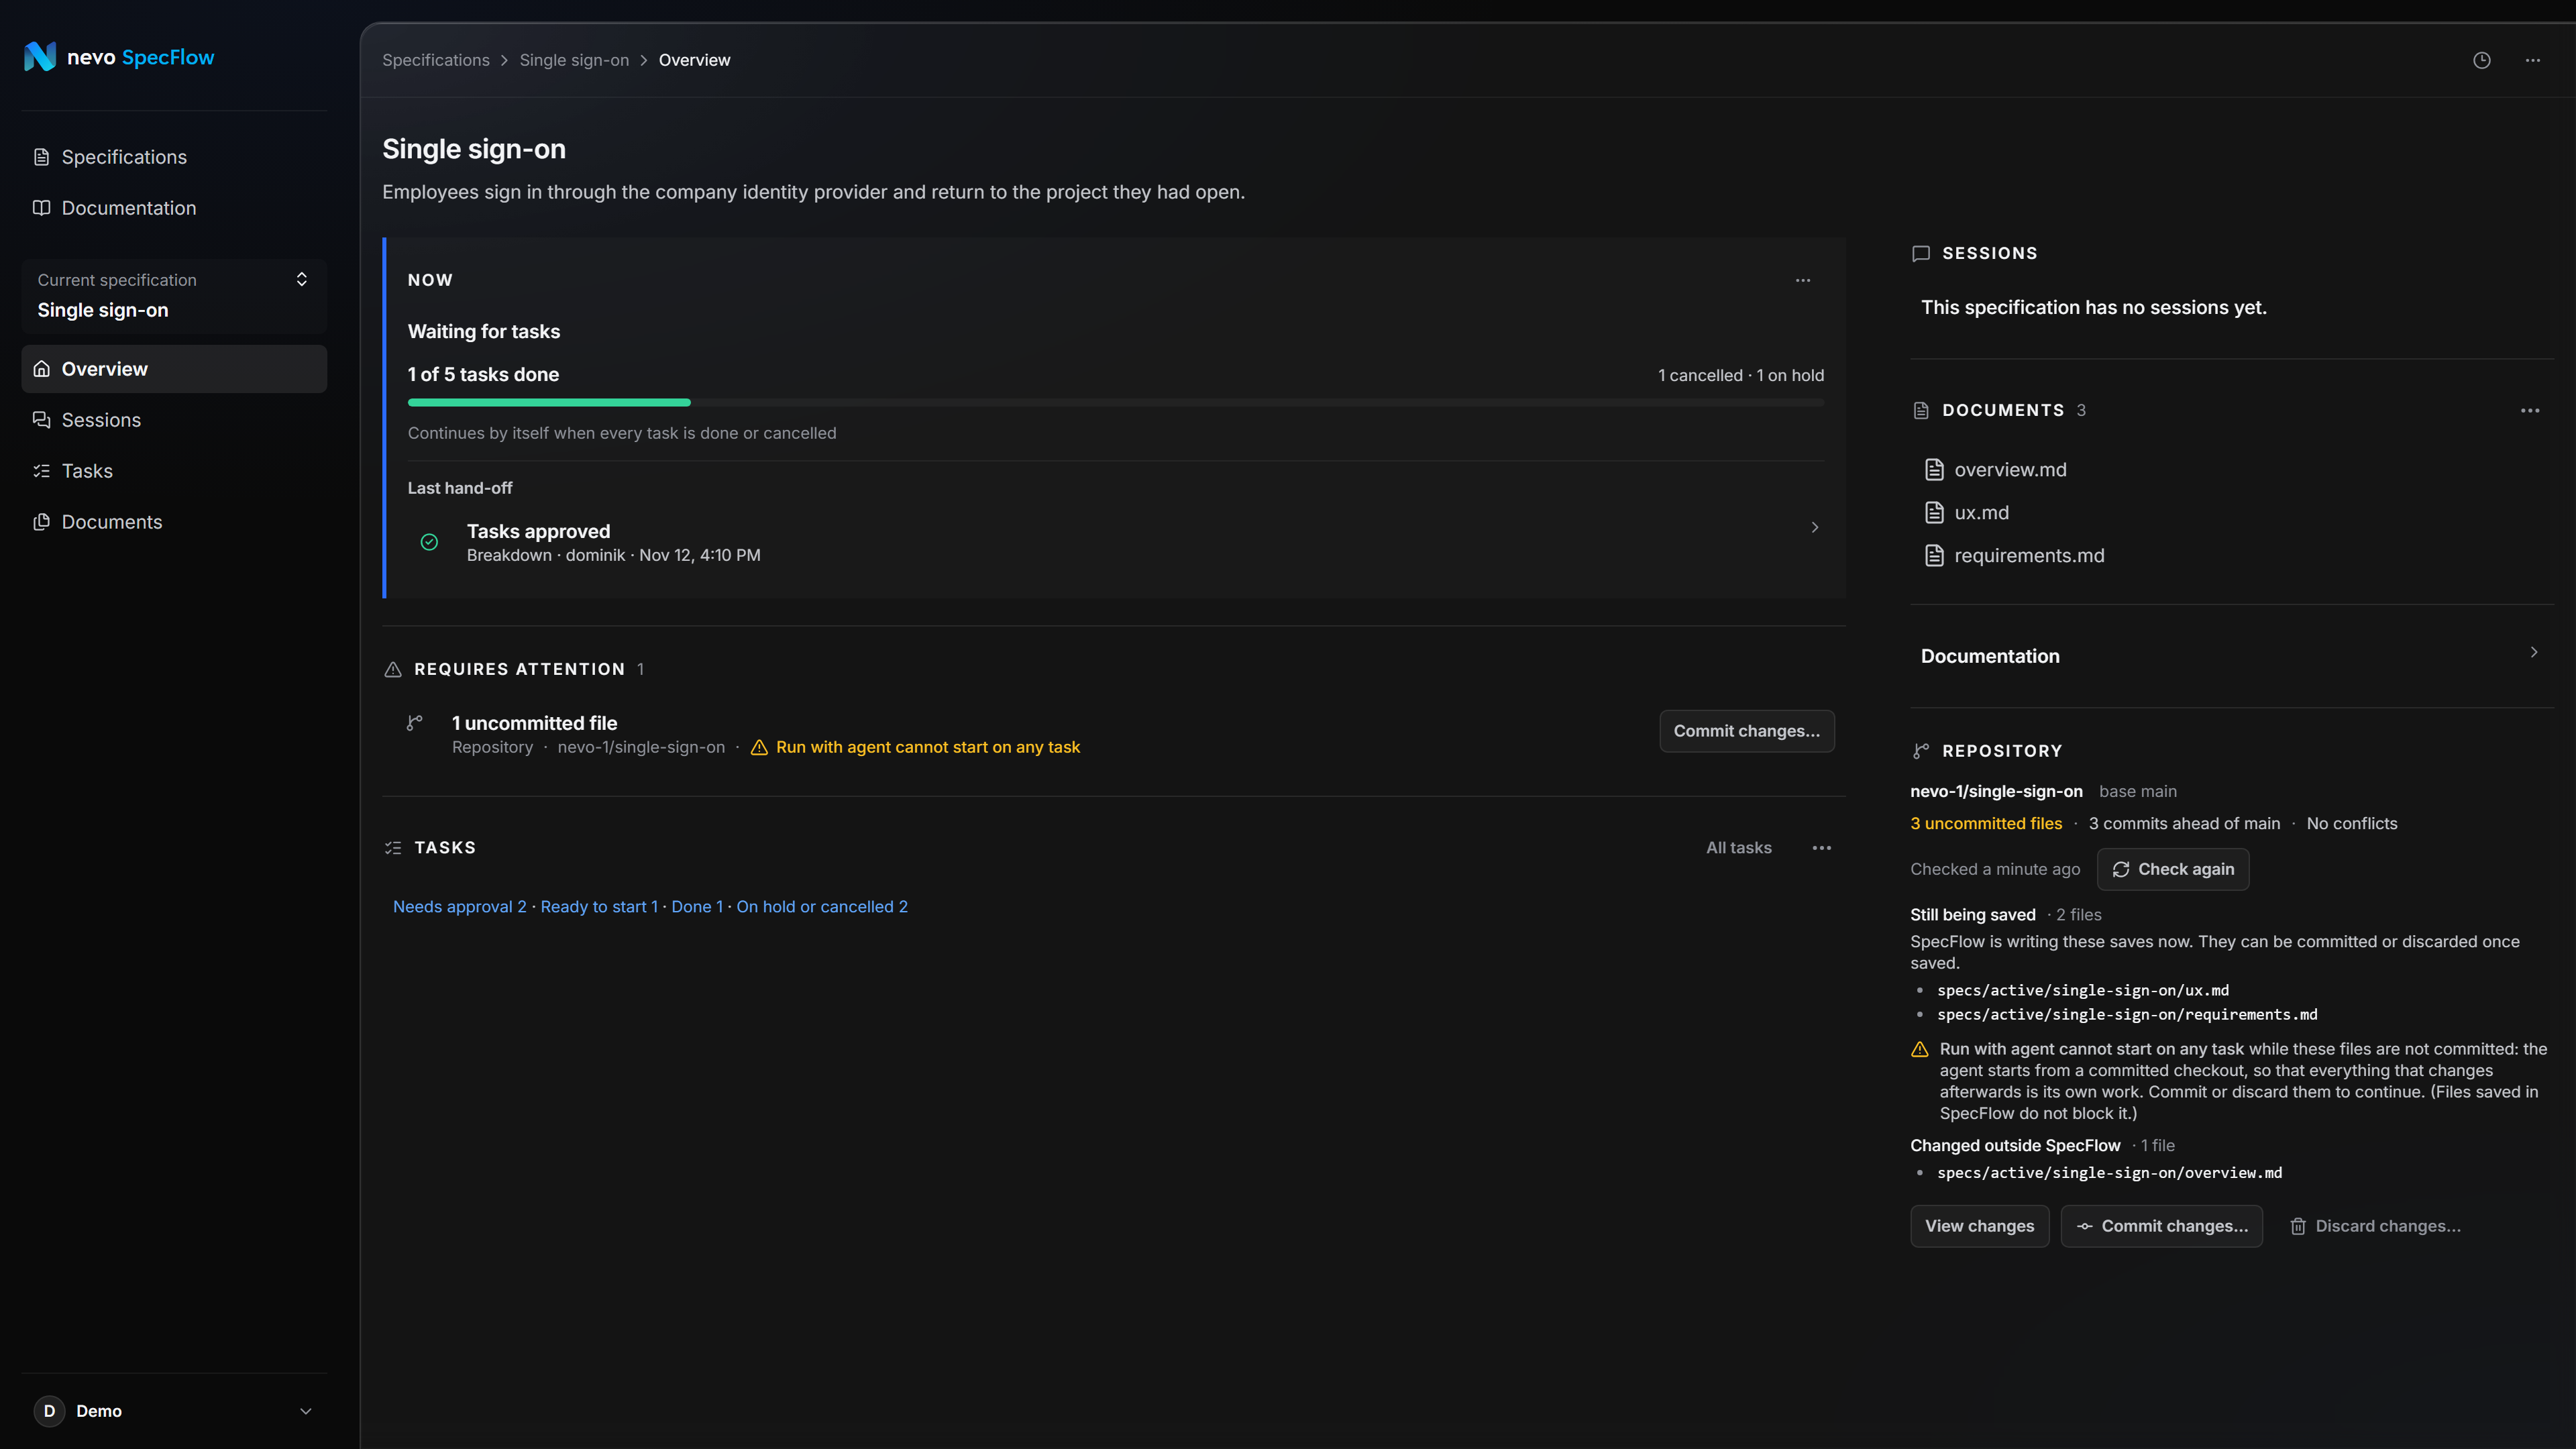 nevo SpecFlow
Specifications
Documentation
Current specification
Single sign-on
Overview
Sessions
Tasks
Documents
D Demo
Specifications > Single sign-on > Overview
Single sign-on
Employees sign in through the company identity provider and return to the project they had open.
NOW
Waiting for tasks
1 of 5 tasks done
1 cancelled · 1 on hold
Continues by itself when every task is done or cancelled
Last hand-off
Tasks approved
Breakdown · dominik · Nov 12, 4:10 PM
REQUIRES ATTENTION 1
1 uncommitted file
Repository · nevo-1/single-sign-on · Run with agent cannot start on any task
Commit changes...
TASKS
All tasks
Needs approval 2 · Ready to start 1 · Done 1 · On hold or cancelled 2
SESSIONS
This specification has no sessions yet.
DOCUMENTS 3
overview.md
ux.md
requirements.md
Documentation
REPOSITORY
nevo-1/single-sign-on base main
3 uncommitted files · 3 commits ahead of main · No conflicts
Checked a minute ago
Check again
Still being saved · 2 files
SpecFlow is writing these saves now. They can be committed or discarded once
saved.
specs/active/single-sign-on/ux.md
specs/active/single-sign-on/requirements.md
Run with agent cannot start on any task while these files are not committed: the
agent starts from a committed checkout, so that everything that changes
afterwards is its own work. Commit or discard them to continue. (Files saved in
SpecFlow do not block it.)
Changed outside SpecFlow · 1 file
specs/active/single-sign-on/overview.md
View changes
Commit changes...
Discard changes...